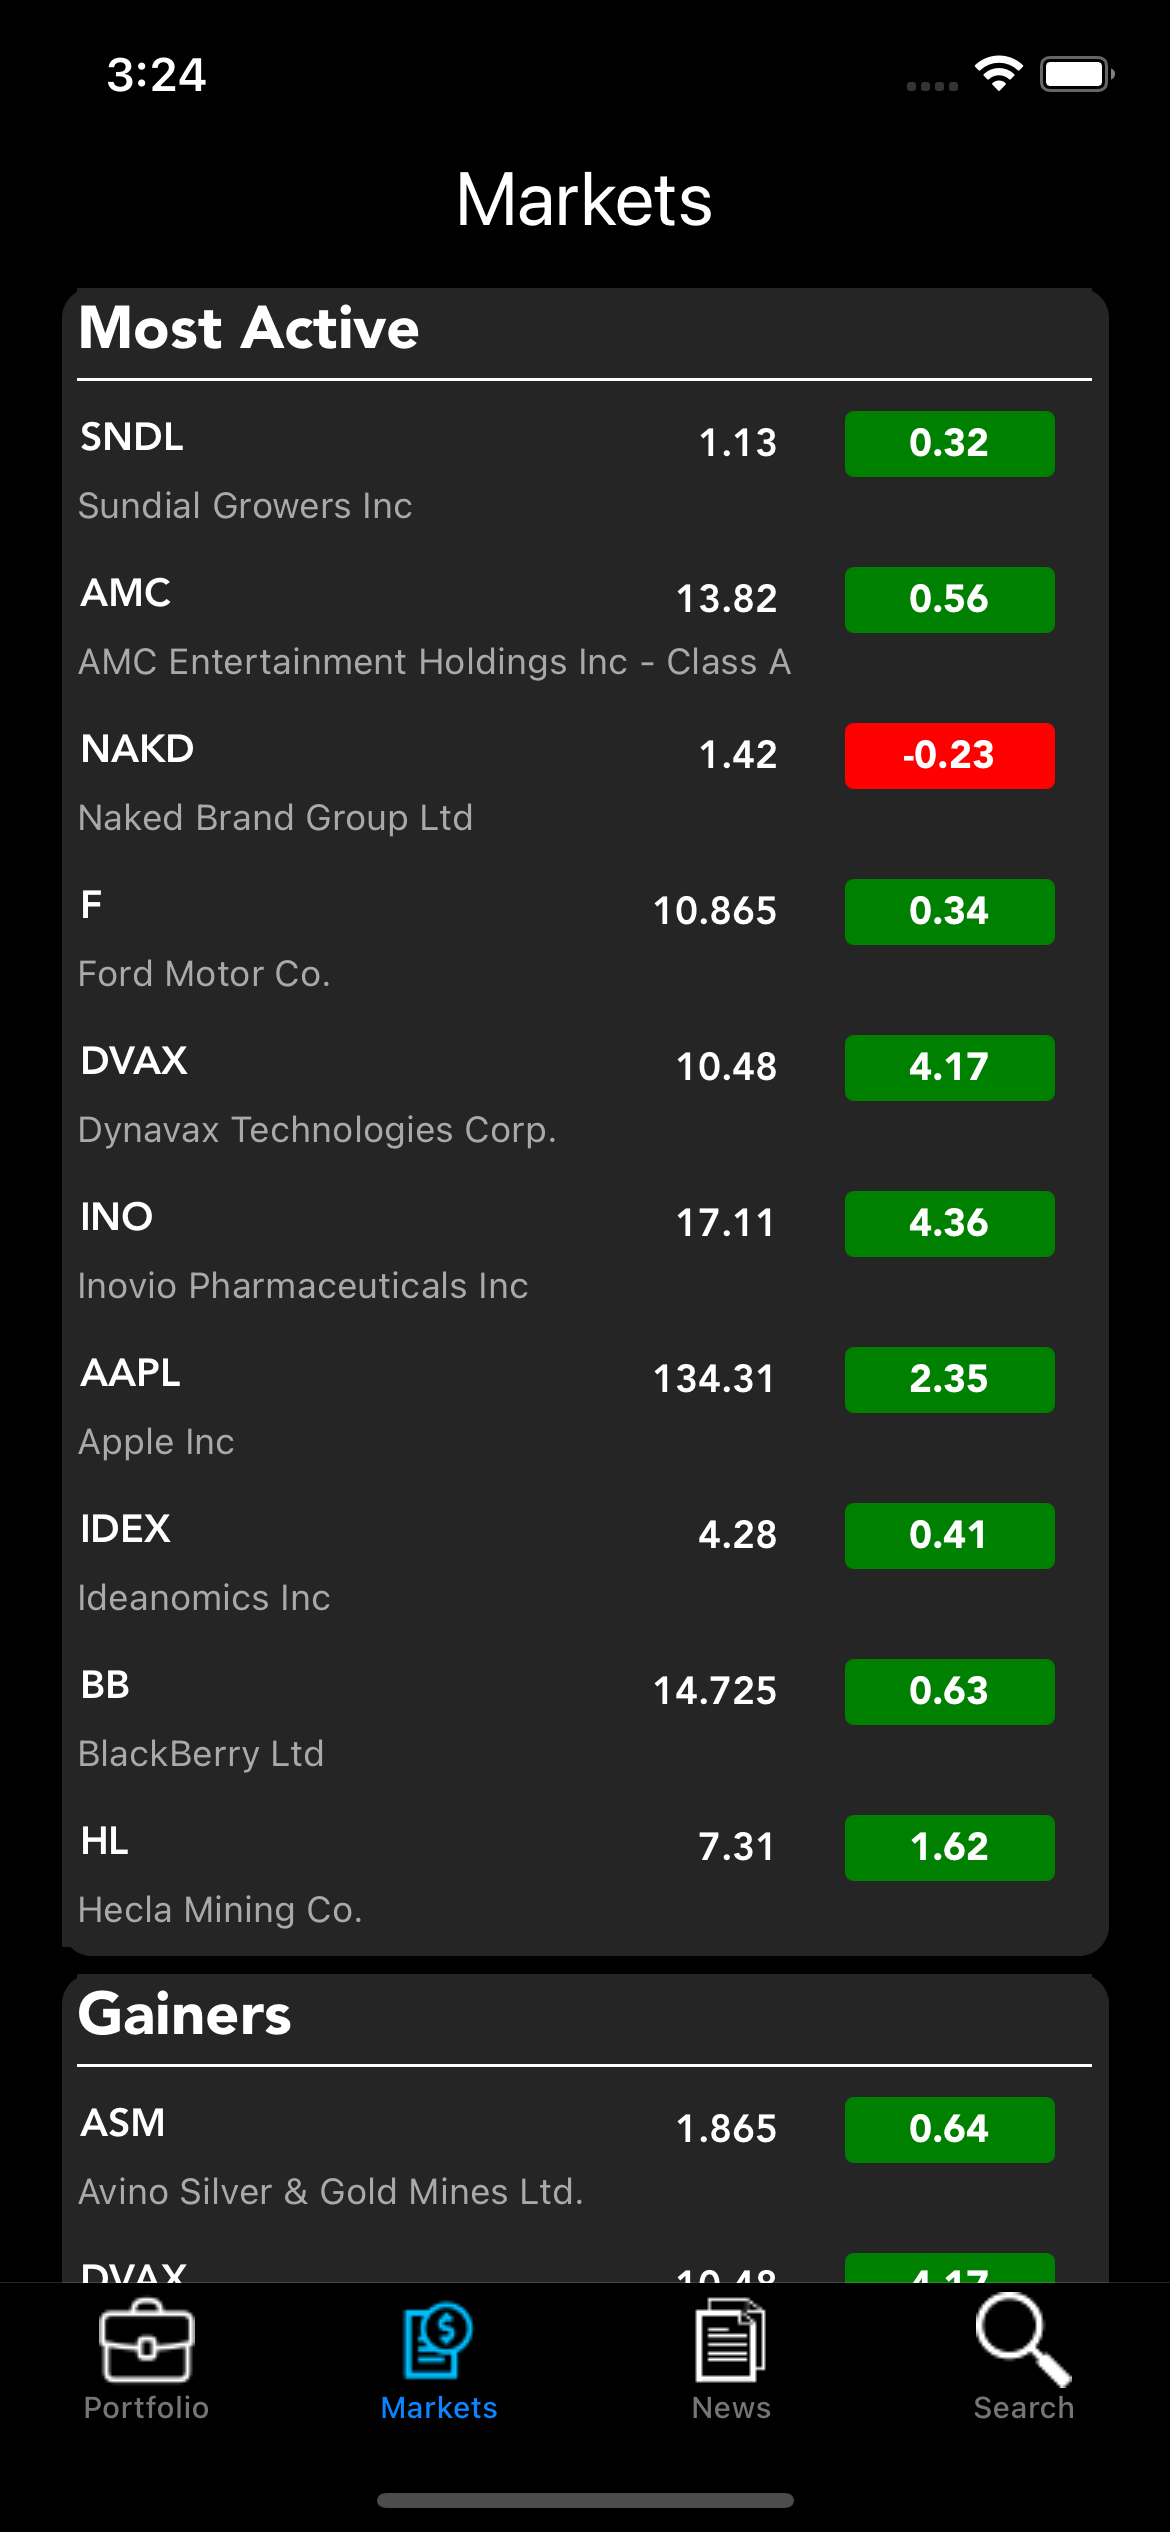 3:24
Markets
Most Active
SNDL 1.13 0.32
Sundial Growers Inc
AMC 13.82 0.56
AMC Entertainment Holdings Inc - Class A
NAKD 1.42 -0.23
Naked Brand Group Ltd
F 10.865 0.34
Ford Motor Co.
DVAX 10.48 4.17
Dynavax Technologies Corp.
INO 17.11 4.36
Inovio Pharmaceuticals Inc
AAPL 134.31 2.35
Apple Inc
IDEX 4.28 0.41
Ideanomics Inc
BB 14.725 0.63
BlackBerry Ltd
HL 7.31 1.62
Hecla Mining Co.
Gainers
ASM 1.865 0.64
Avino Silver & Gold Mines Ltd.
DVAX 10.48 4.17
Portfolio Markets News Search